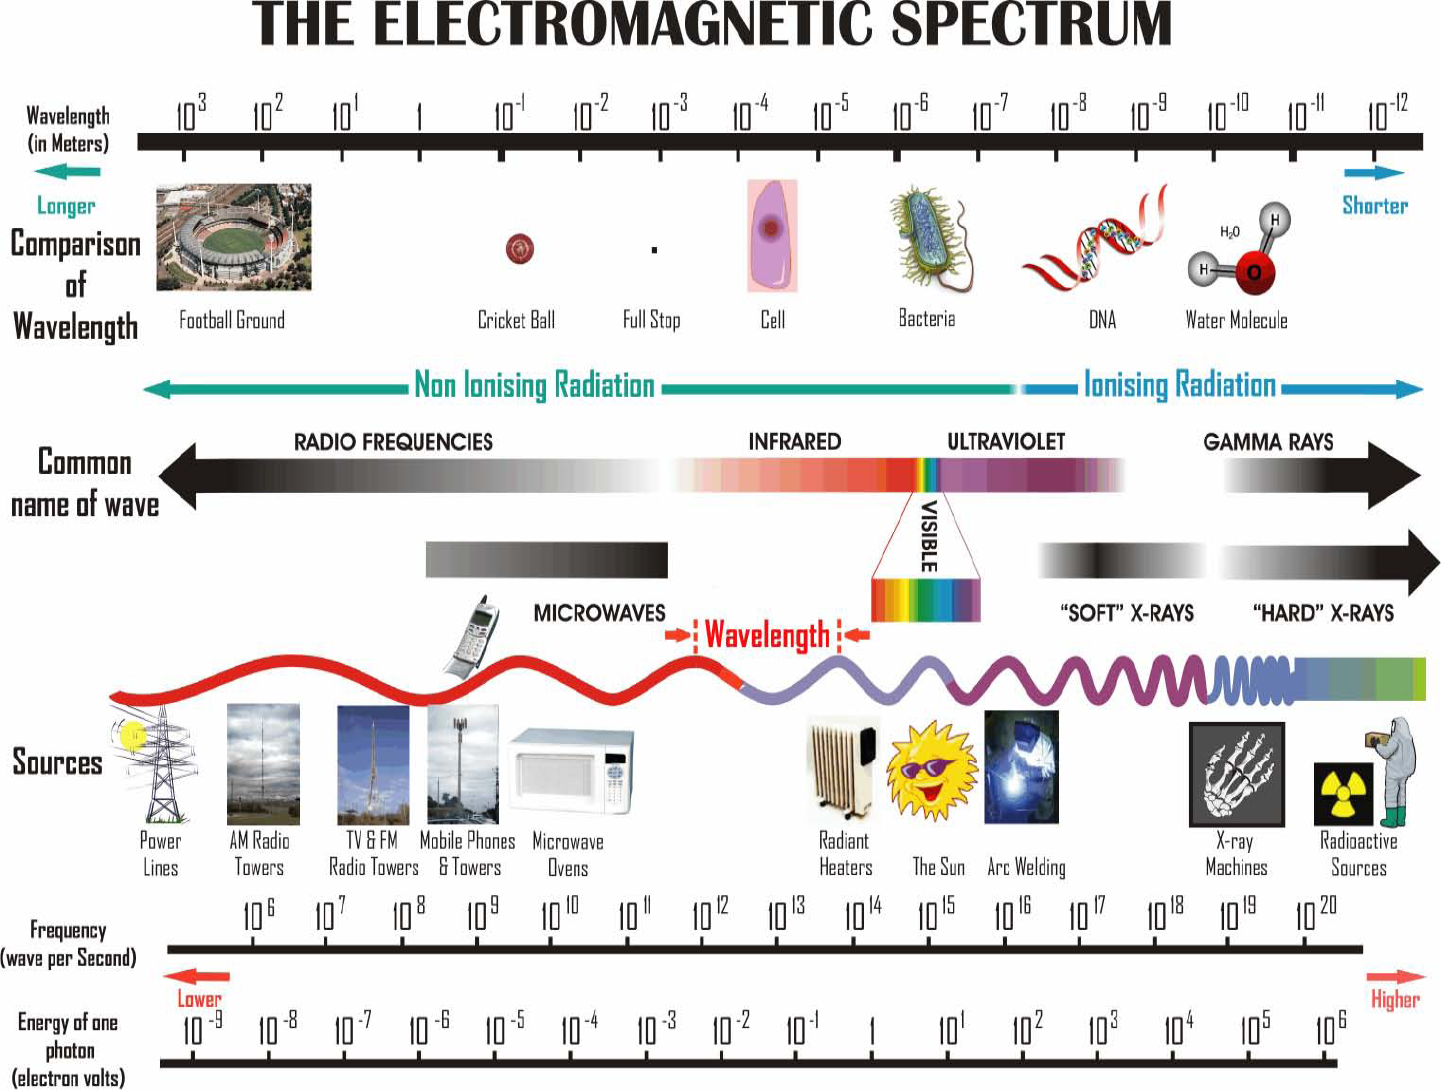 THE ELECTROMAGNETIC SPECTRUM
Wavelength
(in Meters)
10³ 10² 10¹ 1 10⁻¹ 10⁻² 10⁻³ 10⁻⁴ 10⁻⁵ 10⁻⁶ 10⁻⁷ 10⁻⁸ 10⁻⁹ 10⁻¹⁰ 10⁻¹¹ 10⁻¹²
Longer
Shorter
Comparison
of
Wavelength
H₂O
H
H
O
Football Ground
Cricket Ball
Full Stop
Cell
Bacteria
DNA
Water Molecule
Non Ionising Radiation
Ionising Radiation
Common
name of wave
RADIO FREQUENCIES
INFRARED
ULTRAVIOLET
GAMMA RAYS
VISIBLE
MICROWAVES
"SOFT" X-RAYS
"HARD" X-RAYS
Wavelength
Sources
Power
Lines
AM Radio
Towers
TV & FM
Radio Towers
Mobile Phones
& Towers
Microwave
Ovens
Radiant
Heaters
The Sun
Arc Welding
X-ray
Machines
Radioactive
Sources
Frequency
(wave per Second)
10⁶ 10⁷ 10⁸ 10⁹ 10¹⁰ 10¹¹ 10¹² 10¹³ 10¹⁴ 10¹⁵ 10¹⁶ 10¹⁷ 10¹⁸ 10¹⁹ 10²⁰
Lower
Higher
Energy of one
photon
(electron volts)
10⁻⁹ 10⁻⁸ 10⁻⁷ 10⁻⁶ 10⁻⁵ 10⁻⁴ 10⁻³ 10⁻² 10⁻¹ 1 10¹ 10² 10³ 10⁴ 10⁵ 10⁶